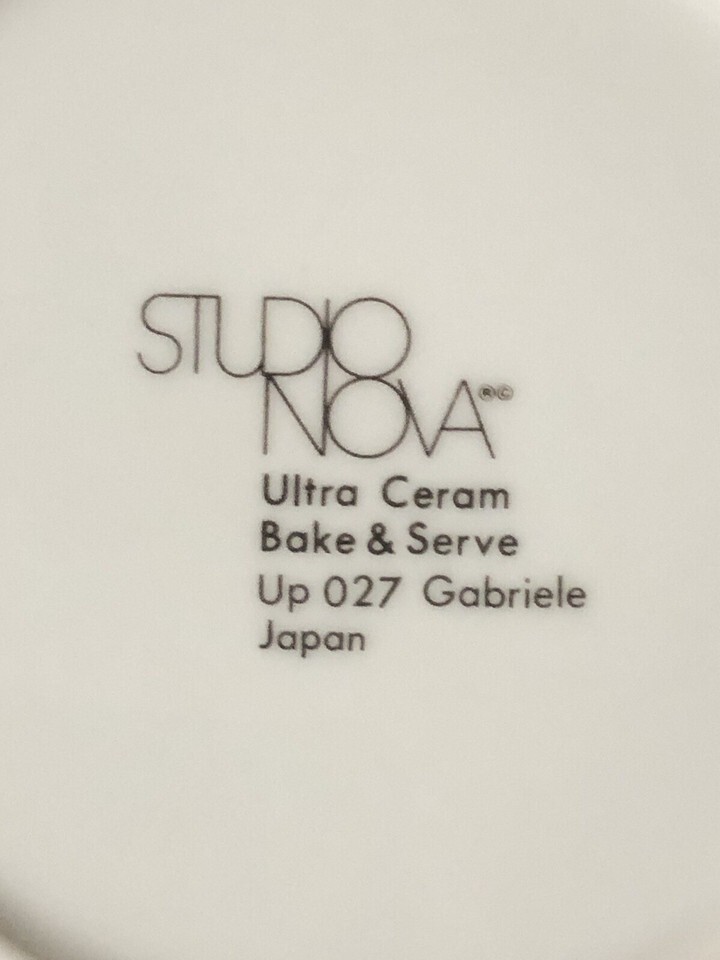 STUDIO
NOVA®©
Ultra Ceram
Bake & Serve
Up 027 Gabriele
Japan